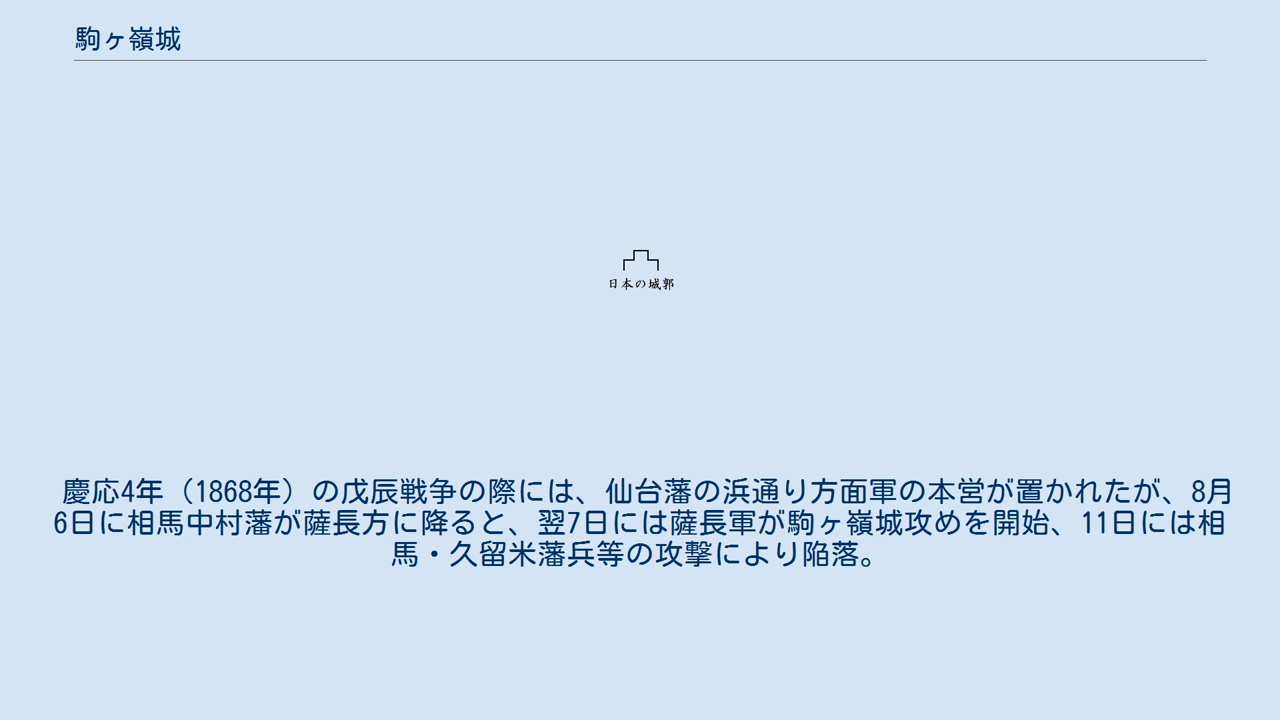 駒ヶ嶺城
日本の城郭
慶応4年（1868年）の戊辰戦争の際には、仙台藩の浜通り方面軍の本営が置かれたが、8月
6日に相馬中村藩が薩長方に降ると、翌7日には薩長軍が駒ヶ嶺城攻めを開始、11日には相
馬・久留米藩兵等の攻撃により陥落。